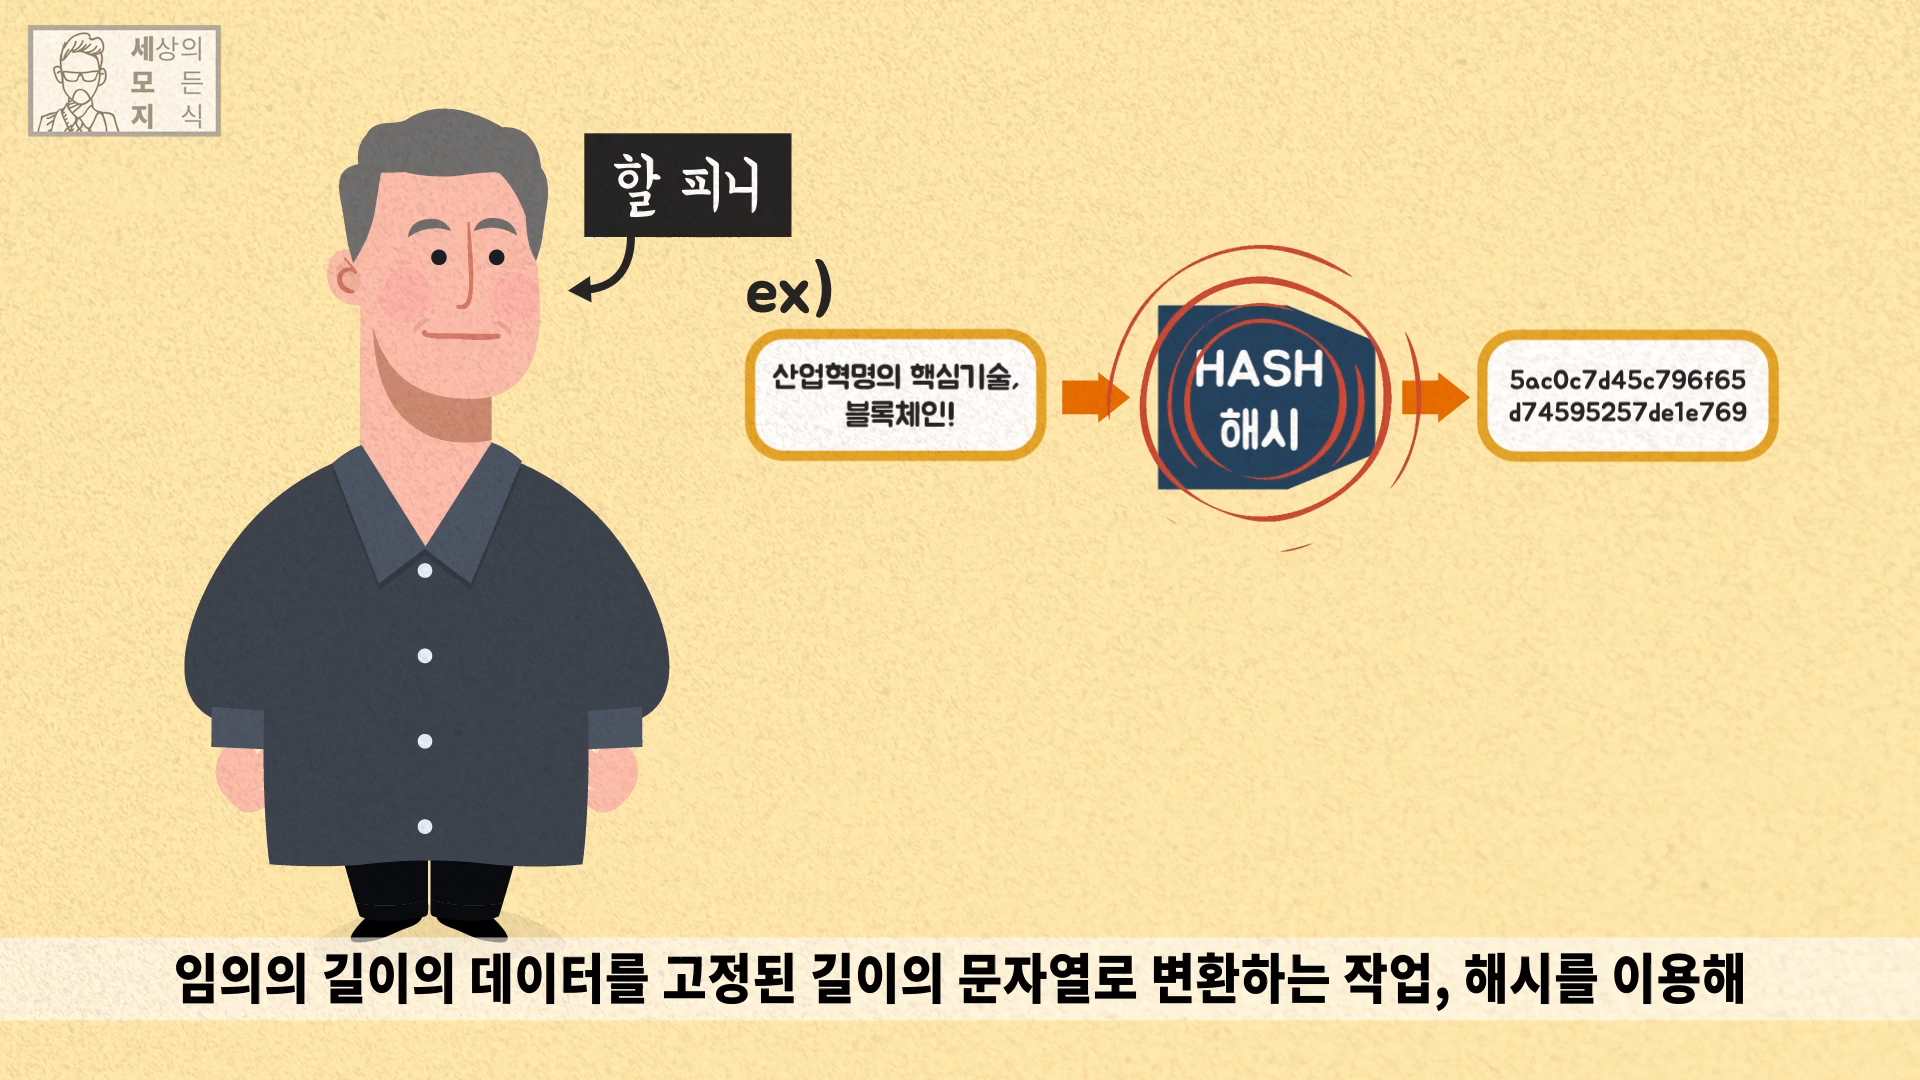 세상의
모든
지식
할 피니
ex)
산업혁명의 핵심기술,
블록체인!
HASH
해시
5ac0c7d45c796f65
d74595257de1e769
임의의 길이의 데이터를 고정된 길이의 문자열로 변환하는 작업, 해시를 이용해